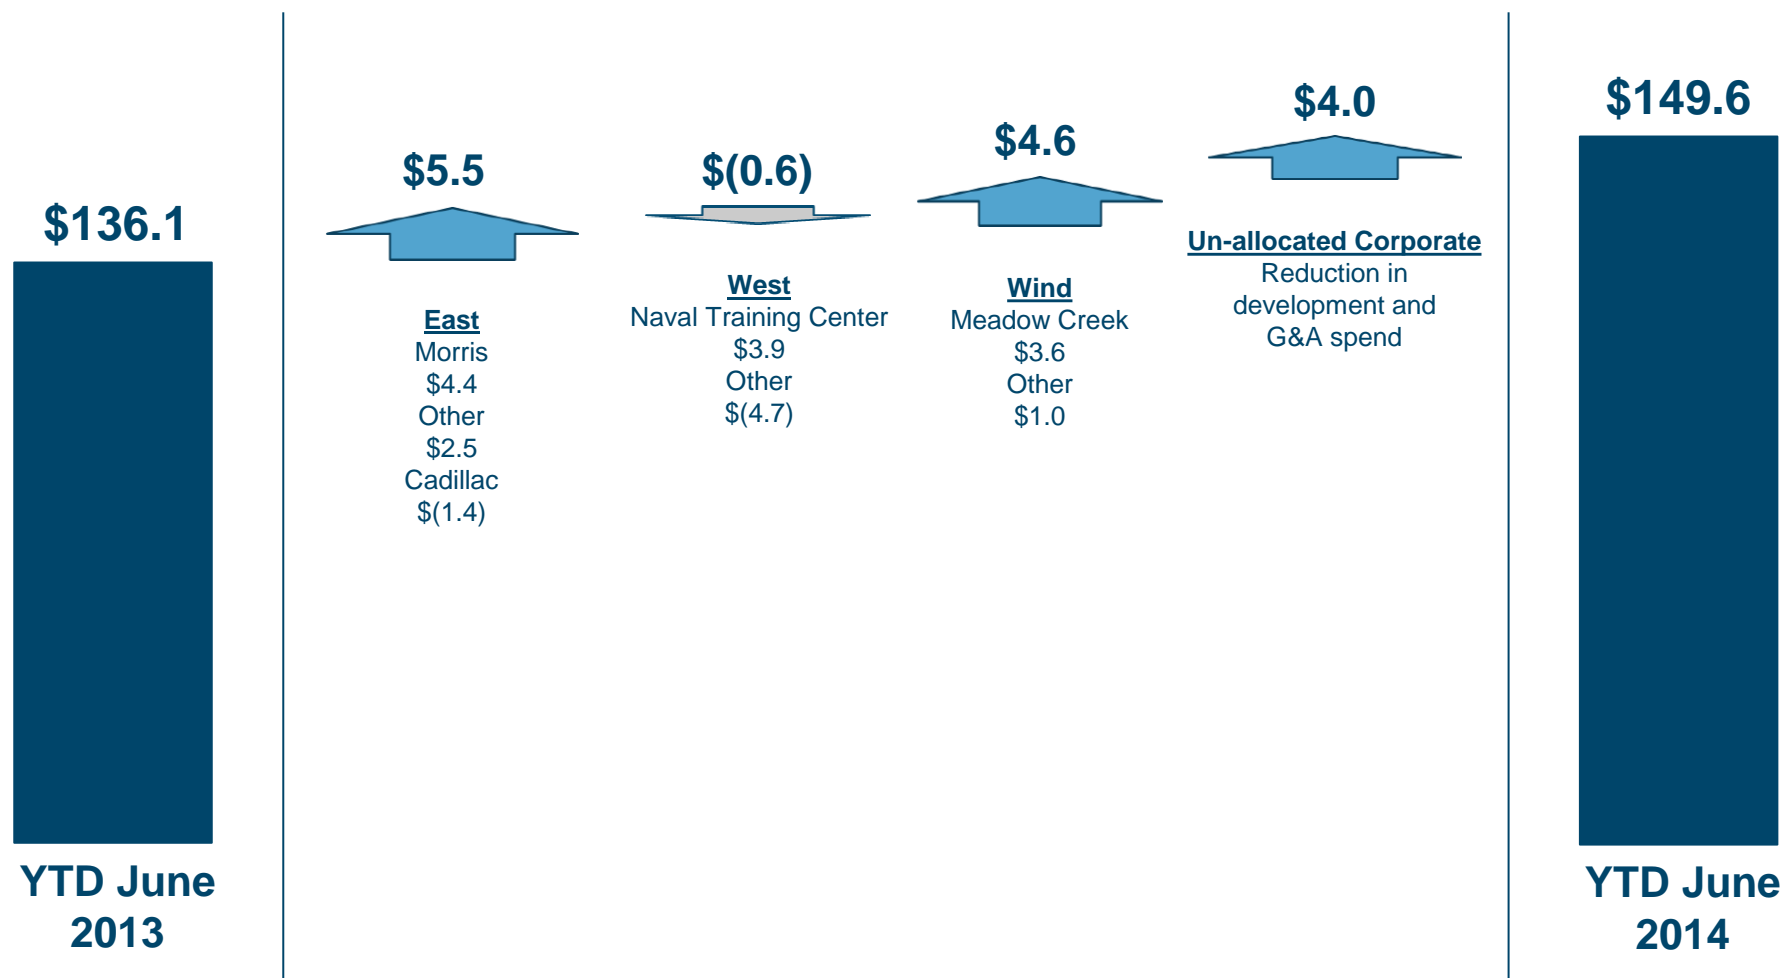 $136.1
YTD June
2013
$5.5
East
Morris
$4.4
Other
$2.5
Cadillac
$(1.4)
$(0.6)
West
Naval Training Center
$3.9
Other
$(4.7)
$4.6
Wind
Meadow Creek
$3.6
Other
$1.0
$4.0
Un-allocated Corporate
Reduction in
development and
G&A spend
$149.6
YTD June
2014